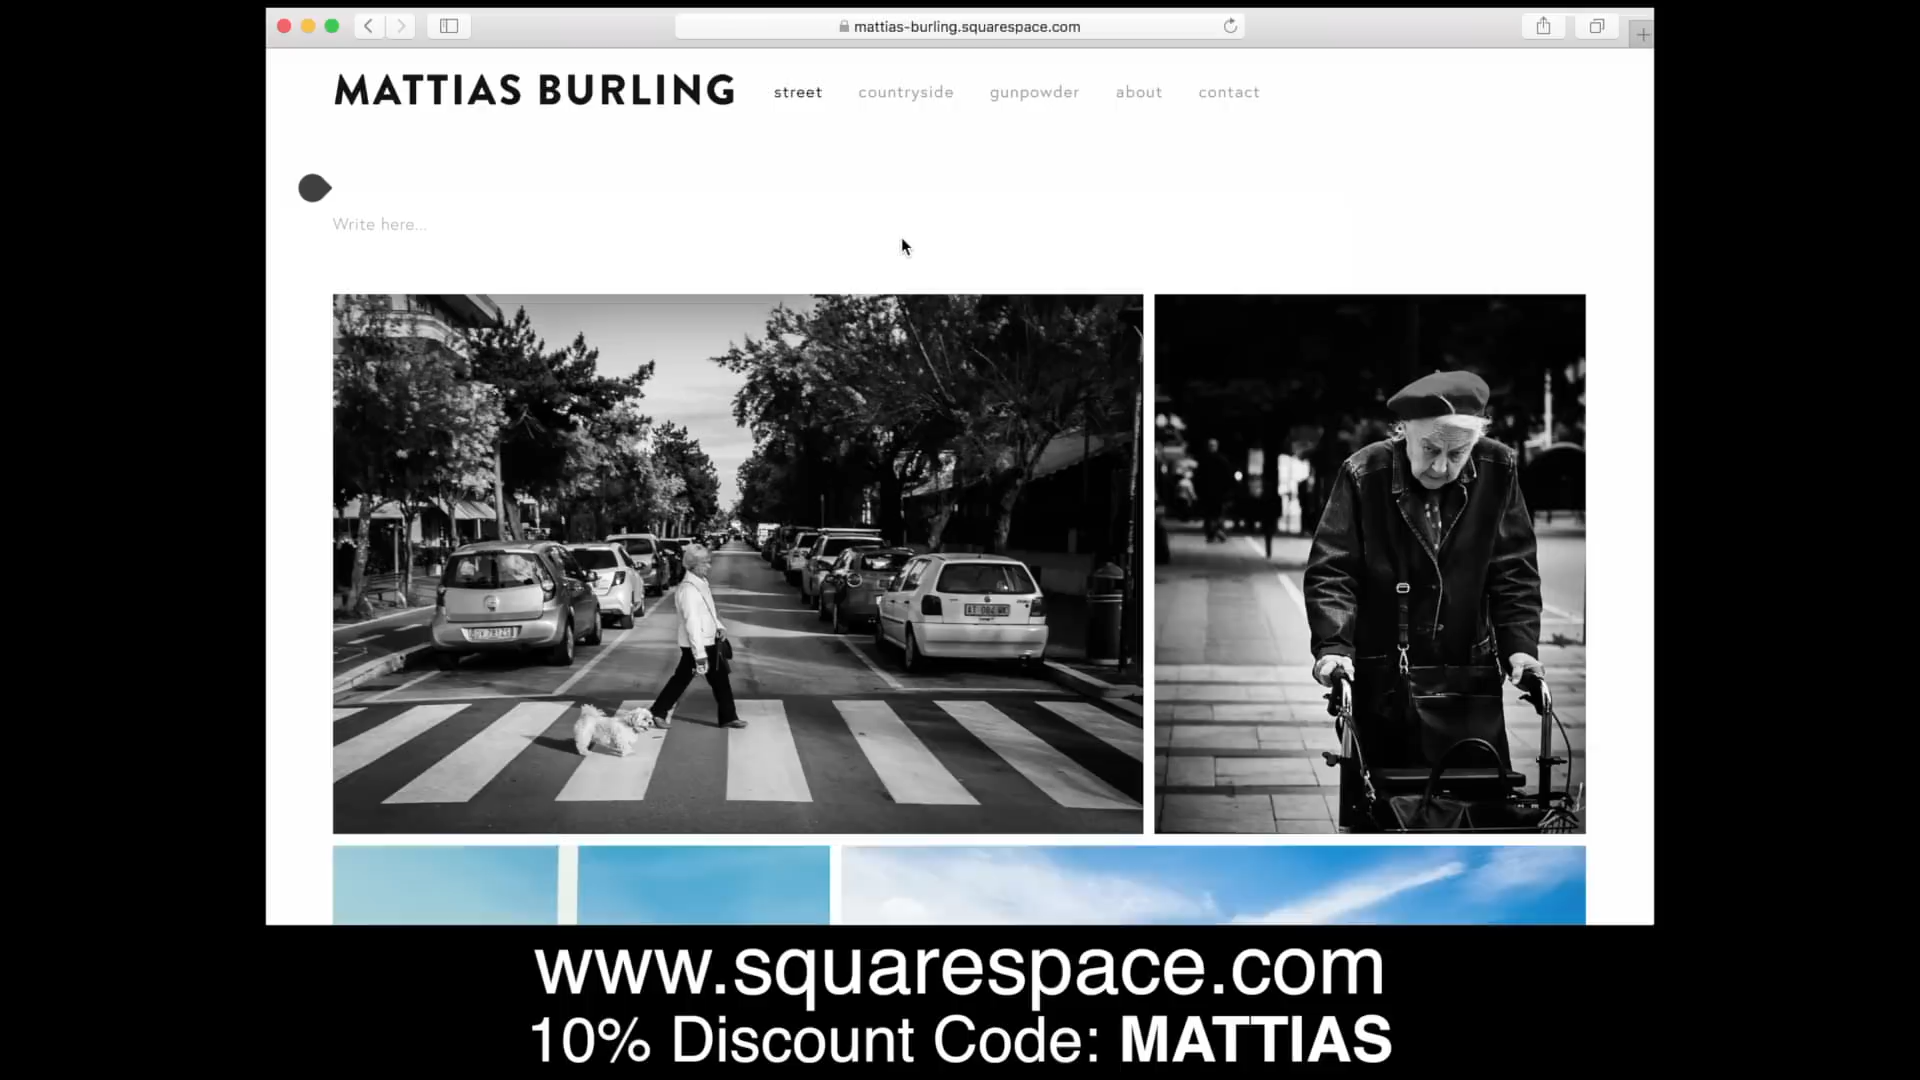 mattias-burling.squarespace.com
MATTIAS BURLING street countryside gunpowder about contact
Write here...
www.squarespace.com
10% Discount Code: MATTIAS